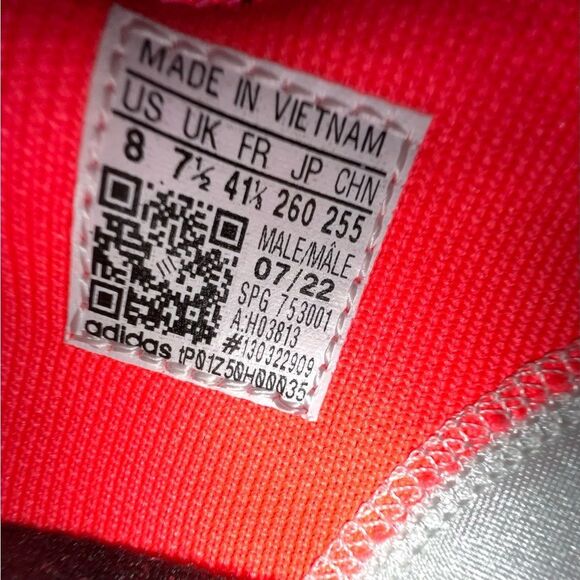 MADE IN VIETNAM
US UK FR JP CHN
8 7½ 41⅓ 260 255
MALE/MÂLE
07/22
SPG 753001
A:H03813
#130322909
adidas tP01Z50H00035